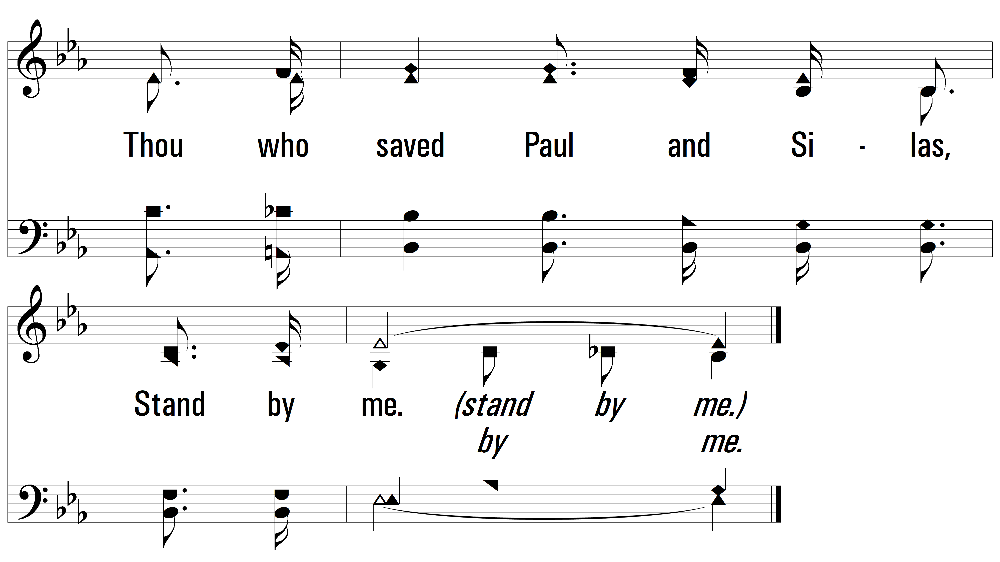 Thou who saved Paul and Si - las,
Stand by me. (stand by me.)
by me.